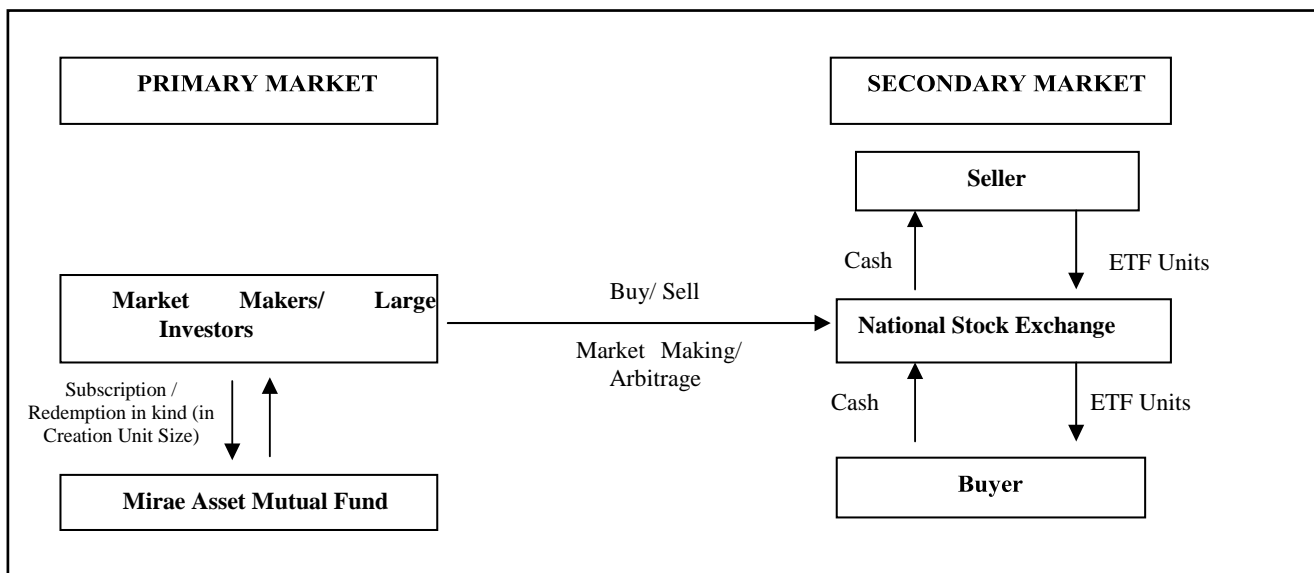 PRIMARY MARKET
SECONDARY MARKET
Seller
Cash
ETF Units
Market Makers/ Large
Investors
Buy/ Sell
National Stock Exchange
Market Making/
Arbitrage
Subscription /
Redemption in kind (in
Creation Unit Size)
Cash
ETF Units
Mirae Asset Mutual Fund
Buyer